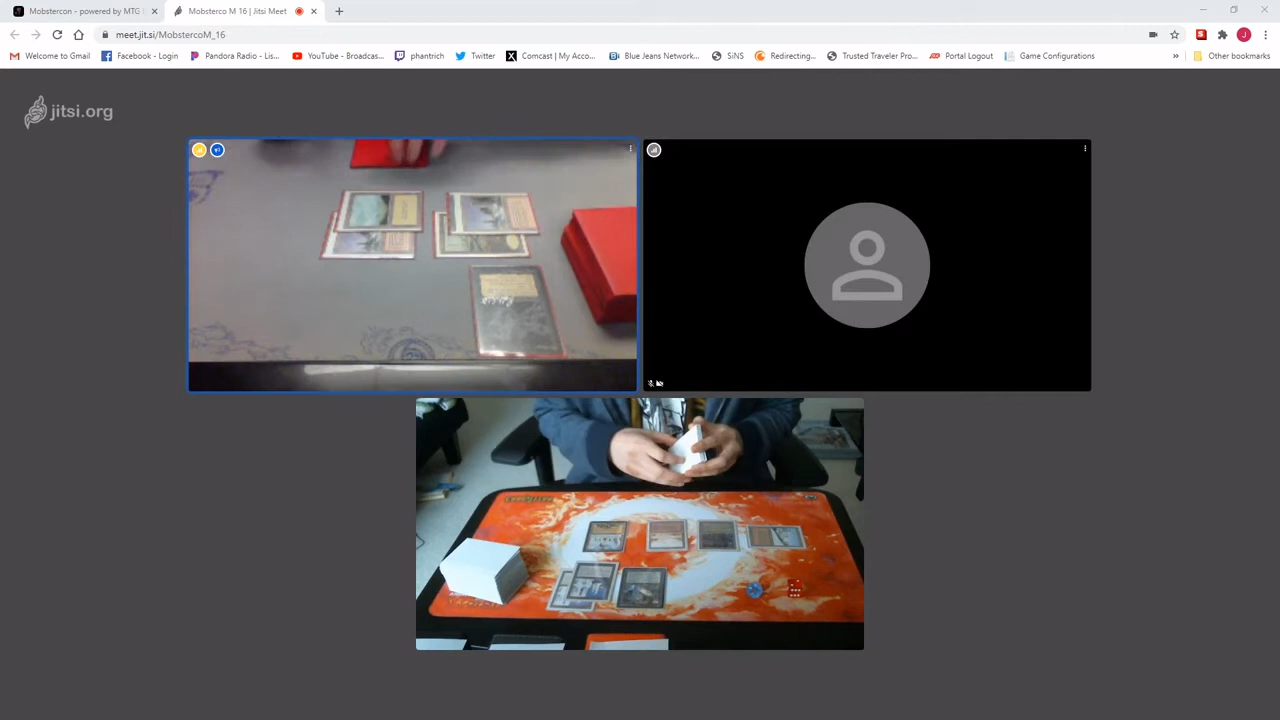 Mobstercon - powered by MTG
Mobsterco M 16 | Jitsi Meet
meet.jit.si/MobstercoM_16
Welcome to Gmail
Facebook - Login
Pandora Radio - Lis...
YouTube - Broadcas...
phantrich
Twitter
Comcast | My Acco...
Blue Jeans Network...
SiNS
Redirecting...
Trusted Traveler Pro...
Portal Logout
Game Configurations
»
Other bookmarks
jitsi.org